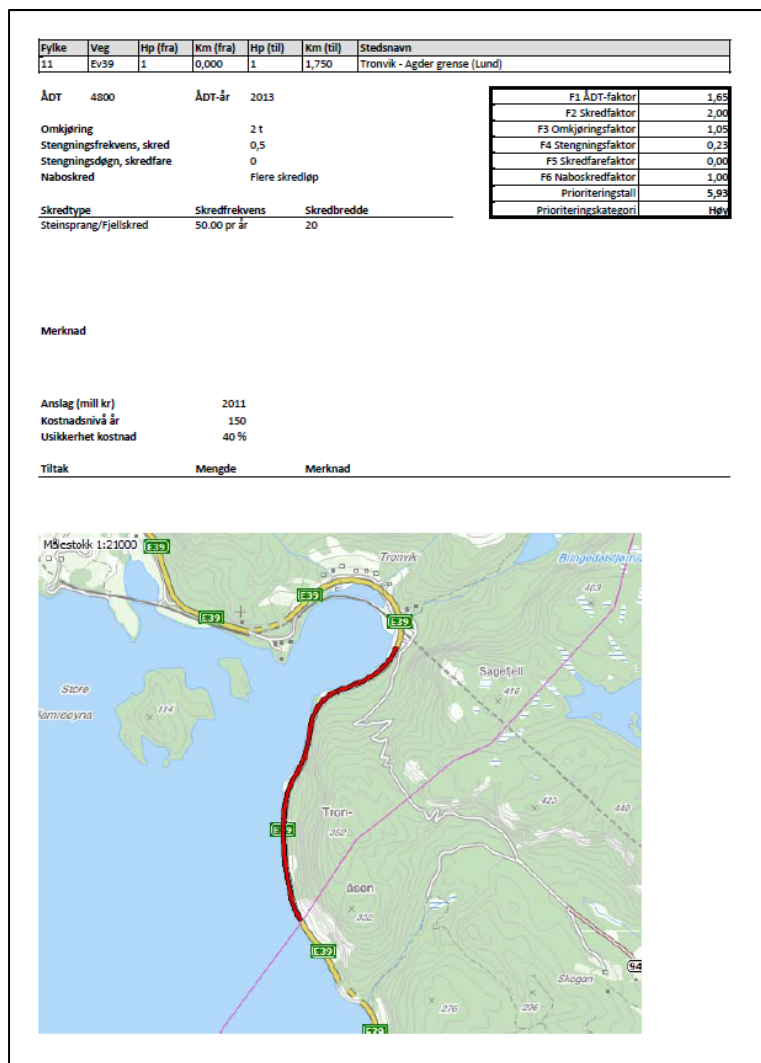 Fylke Veg Hp (fra) Km (fra) Hp (til) Km (til) Stedsnavn
11 Ev39 1 0,000 1 1,750 Tronvik - Agder grense (Lund)
ÅDT 4800 ÅDT-år 2013
F1 ÅDT-faktor 1,65
F2 Skredfaktor 2,00
F3 Omkjøringsfaktor 1,05
F4 Stengningsfaktor 0,23
F5 Skredfarefaktor 0,00
F6 Naboskredfaktor 1,00
Prioriteringstall 5,93
Prioriteringskategori Høy
Omkjøring 2 t
Stengningsfrekvens, skred 0,5
Stengningsdøgn, skredfare 0
Naboskred Flere skredløp
Skredtype Skredfrekvens Skredbredde
Steinsprang/Fjellskred 50.00 pr år 20
Merknad
Anslag (mill kr) 2011
Kostnadsnivå år 150
Usikkerhet kostnad 40 %
Tiltak Mengde Merknad
Målestokk 1:21000
E39
Tronvik
Bringedalstjørna
403
E39
E39
E39
Sagefjell
416
Store
114
423
440
Tron-
352
E39
åsen
332
E39
94
Skogan
276
296
E39